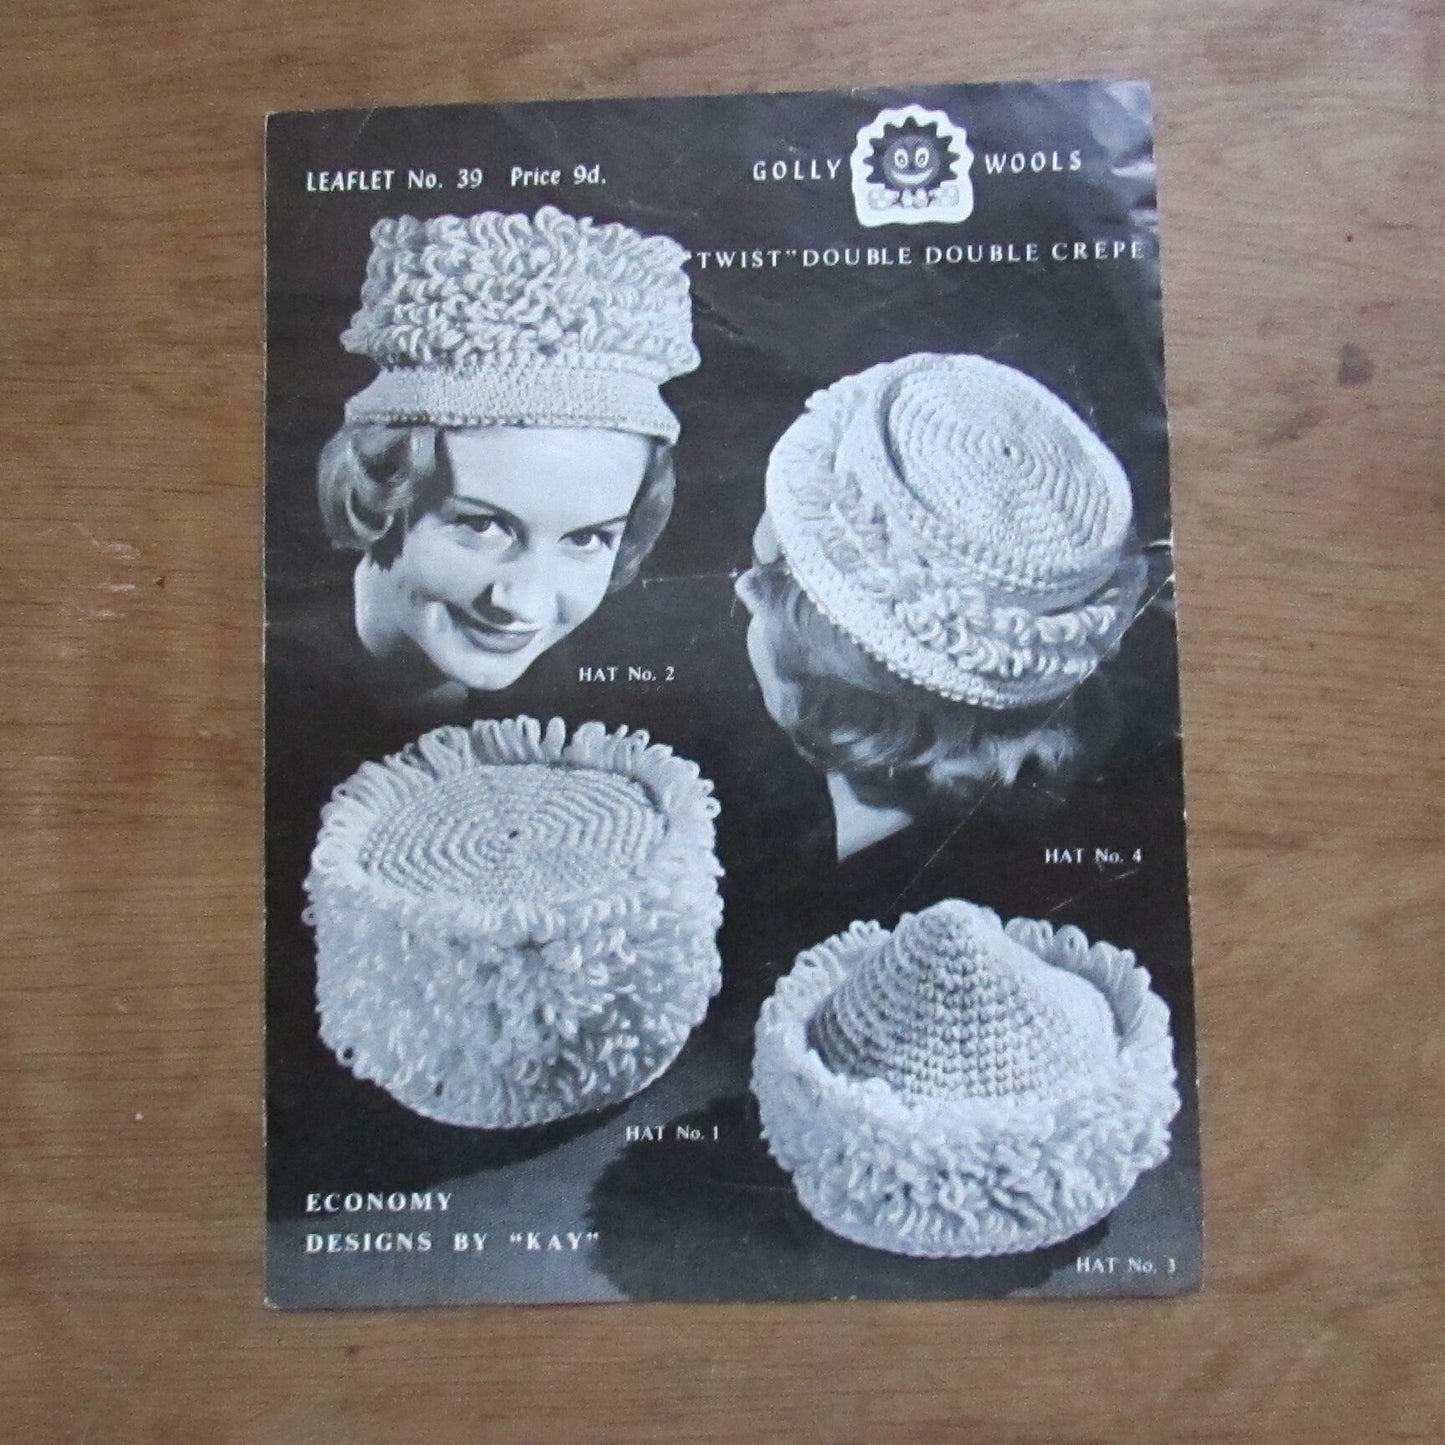 LEAFLET No. 39 Price 9d.
GOLLY WOOLS
"TWIST" DOUBLE DOUBLE CREPE
HAT No. 2
HAT No. 4
HAT No. 1
HAT No. 3
ECONOMY
DESIGNS BY "KAY"